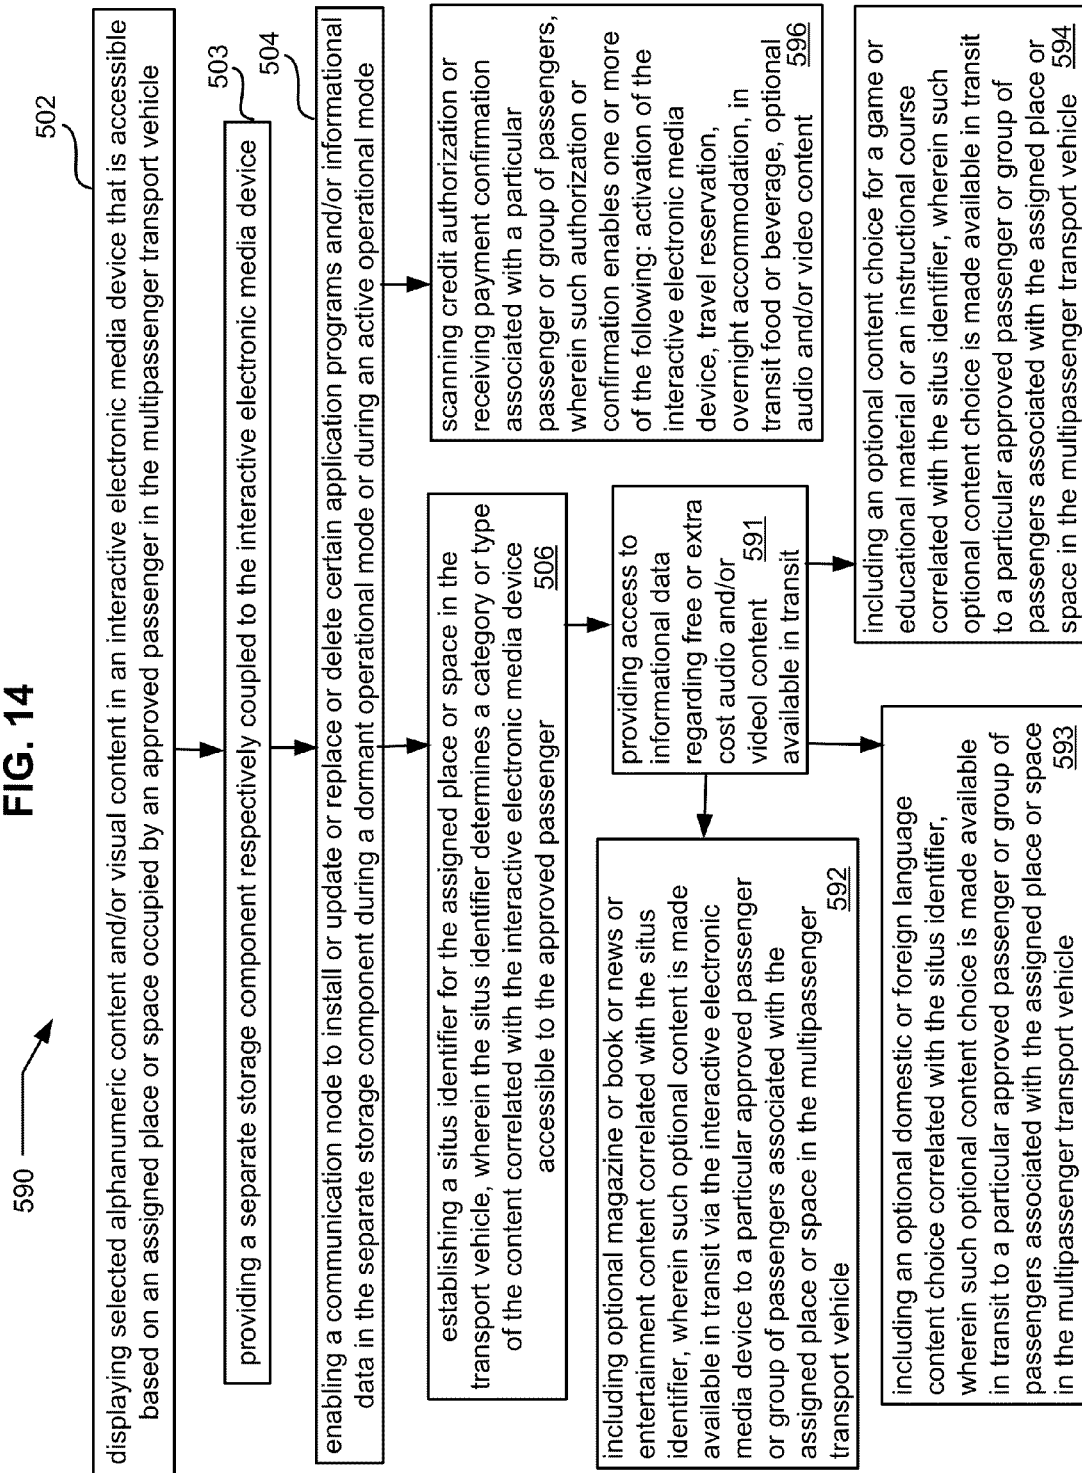 FIG. 14
590
502
displaying selected alphanumeric content and/or visual content in an interactive electronic media device that is accessible
based on an assigned place or space occupied by an approved passenger in the multipassenger transport vehicle
503
providing a separate storage component respectively coupled to the interactive electronic media device
504
enabling a communication node to install or update or replace or delete certain application programs and/or informational
data in the separate storage component during a domant operational mode or during an active operational mode
establishing a situs identifier for the assigned place or space in the
transport vehicle, wherein the situs identifier determines a category or type
of the content correlated with the interactive electronic media device
accessible to the approved passenger
506
scanning credit authorization or
receiving payment confirmation
associated with a particular
passenger or group of passengers,
wherein such authorization or
confirmation enables one or more
of the following: activation of the
interactive electronic media
device, travel reservation,
overnight accommodation, in
transit food or beverage, optional
audio and/or video content
596
providing access to
informational data
regarding free or extra
cost audio and/or
videol content 591
available in transit
including optional magazine or book or news or
entertainment content correlated with the situs
identifier, wherein such optional content is made
available in transit via the interactive electronic
media device to a particular approved passenger
or group of passengers associated with the
assigned place or space in the multipassenger
transport vehicle
592
including an optional domestic or foreign language
content choice correlated with the situs identifier,
wherein such optional content choice is made available
in transit to a particular approved passenger or group of
passengers associated with the assigned place or space
in the multipassenger transport vehicle
593
including an optional content choice for a game or
educational material or an instructional course
correlated with the situs identifier, wherein such
optional content choice is made available in transit
to a particular approved passenger or group of
passengers associated with the assigned place or
space in the multipassenger transport vehicle 594